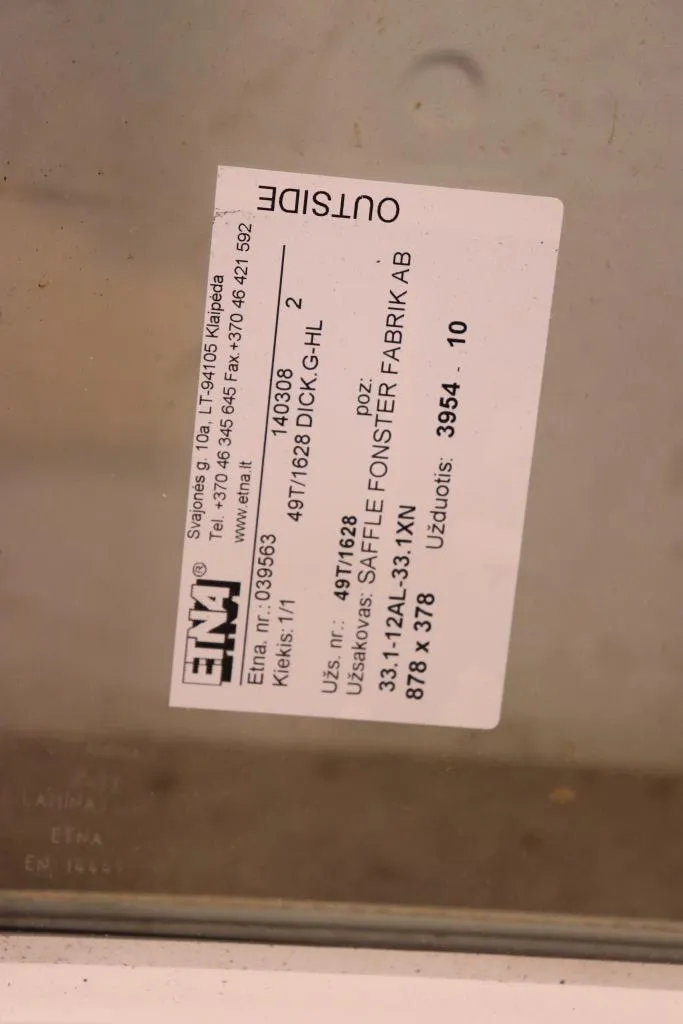 ETNA®
Svajonės g. 10a, LT-94105 Klaipėda
Tel. +370 46 345 645 Fax.+370 46 421 592
www.etna.lt
Etna. nr.: 039563 140308 2
Kiekis: 1/1 49T/1628 DICK.G-HL
OUTSIDE
Užs. nr.: 49T/1628 poz:
Užsakovas: SAFFLE FONSTER FABRIK AB
33.1-12AL-33.1XN
878 x 378 Užduotis: 3954 - 10
LAMINA
ETNA
EN